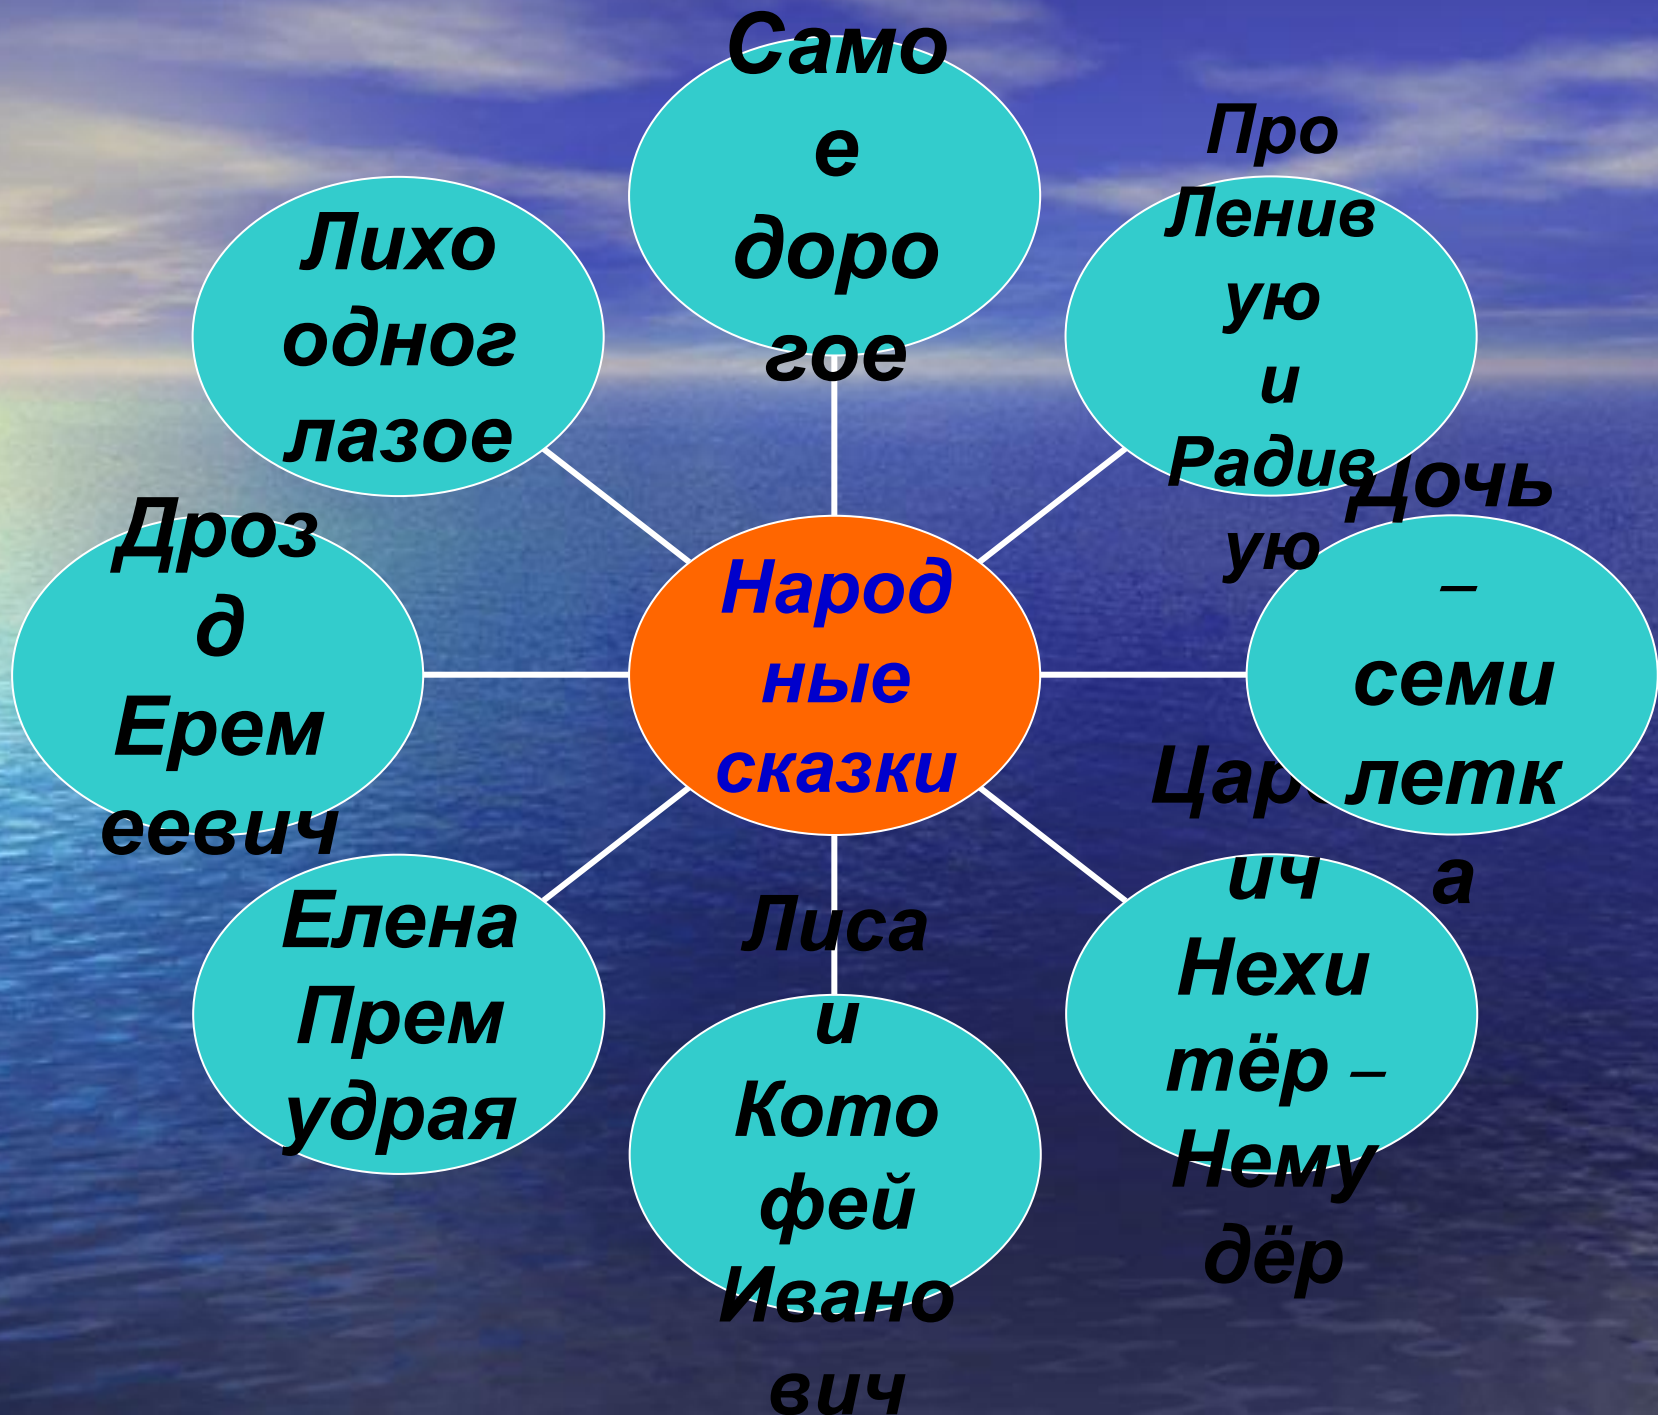 Само
е
доро
гое
Про
Ленив
ую
и
Радив
ую
Дочь
–
семи
летк
а
ич
Нехи
тёр –
Нему
дёр
Лиса
и
Кото
фей
Ивано
вич
Елена
Прем
удрая
Дроз
д
Ерем
еевич
Лихо
одног
лазое
Народ
ные
сказки